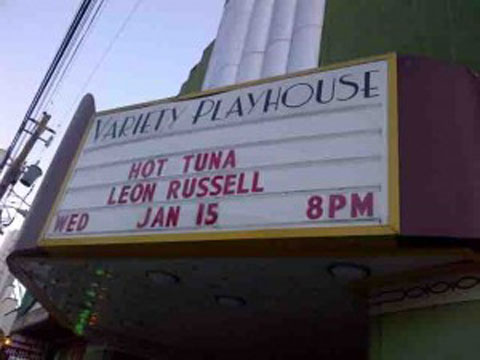 VARIETY PLAYHOUSE
HOT TUNA
LEON RUSSELL
WED JAN 15 8PM